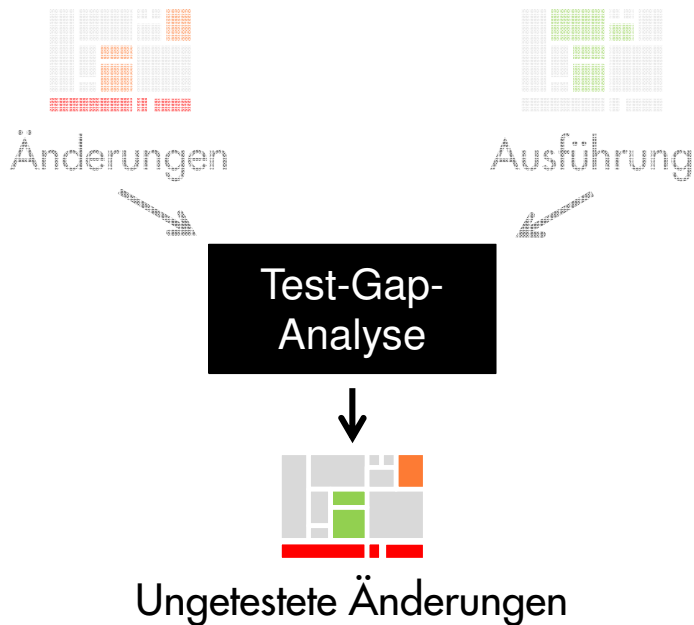 Änderungen
Ausführung
Test-Gap-
Analyse
Ungetestete Änderungen